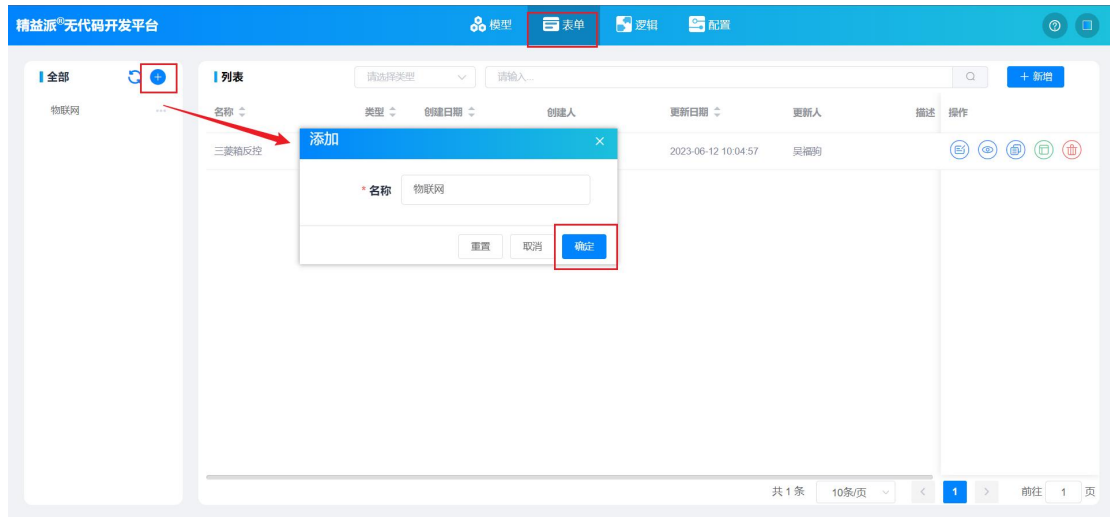 精益派®无代码开发平台 模型 表单 逻辑 配置
全部 列表 请选择类型 请输入... + 新增
物联网 名称 类型 创建日期 创建人 更新日期 更新人 描述 操作
三菱箱反控 2023-06-12 10:04:57 吴福驹
添加
* 名称 物联网
重置 取消 确定
共 1 条 10条/页 1 前往 1 页